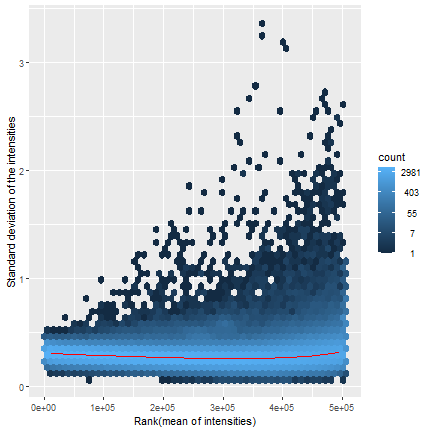 3
2
1
0
Standard deviation of the intensities
0e+00 1e+05 2e+05 3e+05 4e+05 5e+05
Rank(mean of intensities)
count
2981
403
55
7
1